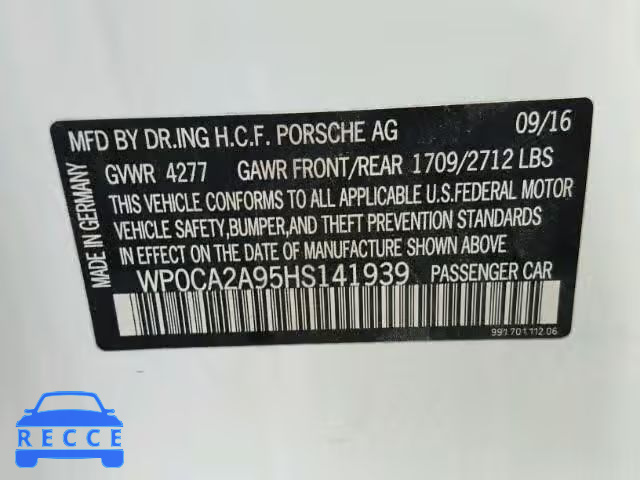 MFD BY DR.ING H.C.F. PORSCHE AG 09/16
GVWR 4277 GAWR FRONT/REAR 1709/2712 LBS
THIS VEHICLE CONFORMS TO ALL APPLICABLE U.S.FEDERAL MOTOR
VEHICLE SAFETY,BUMPER,AND THEFT PREVENTION STANDARDS
IN EFFECT ON THE DATE OF MANUFACTURE SHOWN ABOVE
WP0CA2A95HS141939 PASSENGER CAR
MADE IN GERMANY
991.701.112.06
RECCE